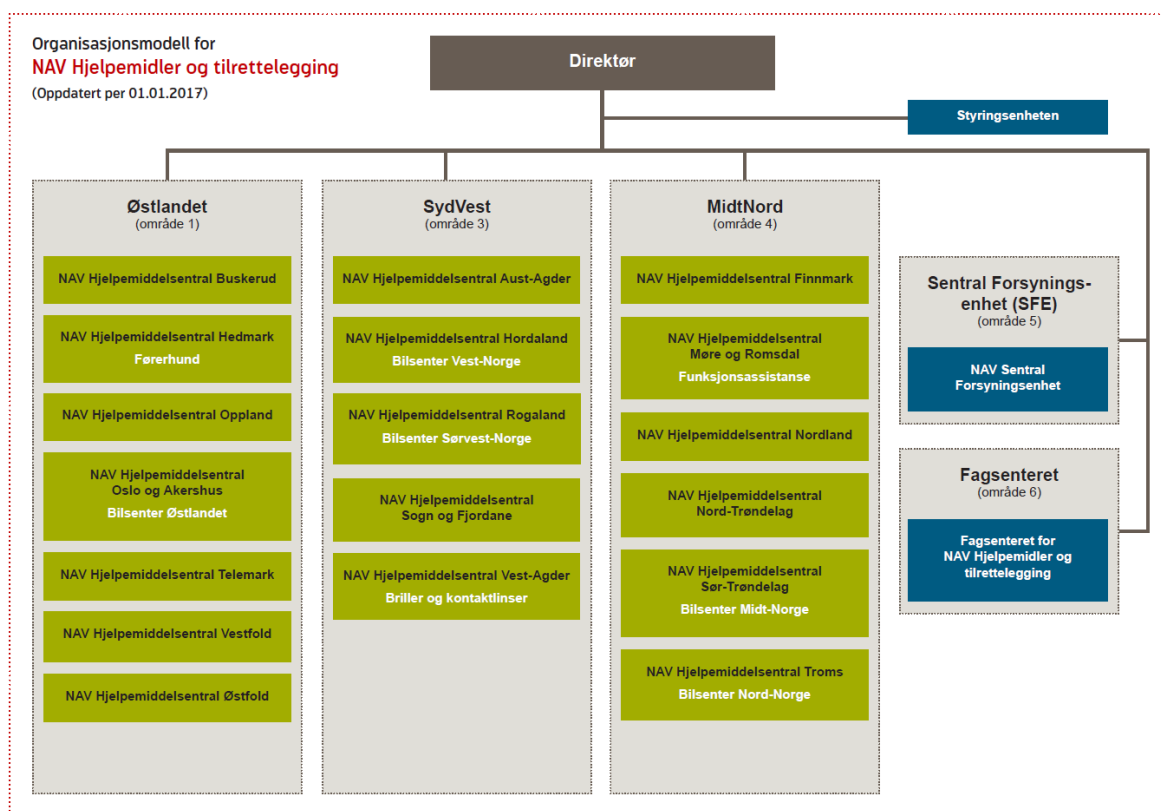 Organisasjonsmodell for
NAV Hjelpemidler og tilrettelegging
(Oppdatert per 01.01.2017)
Direktør
Styringsenheten
Østlandet
(område 1)
NAV Hjelpemiddelsentral Buskerud
NAV Hjelpemiddelsentral Hedmark
Førerhund
NAV Hjelpemiddelsentral Oppland
NAV Hjelpemiddelsentral
Oslo og Akershus
Bilsenter Østlandet
NAV Hjelpemiddelsentral Telemark
NAV Hjelpemiddelsentral Vestfold
NAV Hjelpemiddelsentral Østfold
SydVest
(område 3)
NAV Hjelpemiddelsentral Aust-Agder
NAV Hjelpemiddelsentral Hordaland
Bilsenter Vest-Norge
NAV Hjelpemiddelsentral Rogaland
Bilsenter Sørvest-Norge
NAV Hjelpemiddelsentral
Sogn og Fjordane
NAV Hjelpemiddelsentral Vest-Agder
Briller og kontaktlinser
MidtNord
(område 4)
NAV Hjelpemiddelsentral Finnmark
NAV Hjelpemiddelsentral
Møre og Romsdal
Funksjonsassistanse
NAV Hjelpemiddelsentral Nordland
NAV Hjelpemiddelsentral
Nord-Trøndelag
NAV Hjelpemiddelsentral
Sør-Trøndelag
Bilsenter Midt-Norge
NAV Hjelpemiddelsentral Troms
Bilsenter Nord-Norge
Sentral Forsynings-
enhet (SFE)
(område 5)
NAV Sentral
Forsyningsenhet
Fagsenteret
(område 6)
Fagsenteret for
NAV Hjelpemidler og
tilrettelegging